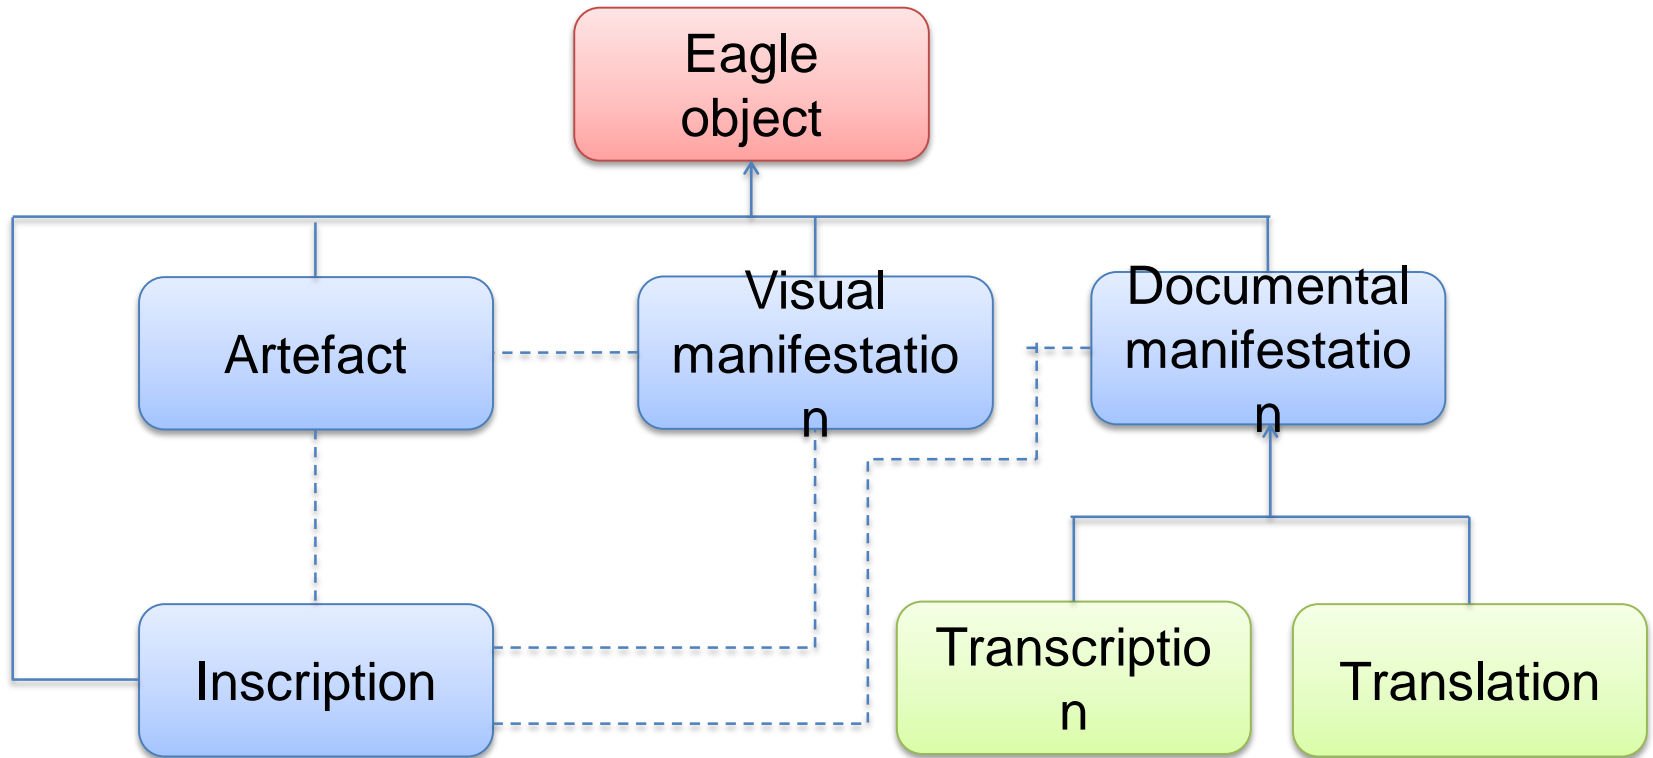 Eagle
object
Artefact
Visual
manifestatio
n
Documental
manifestatio
n
Inscription
Transcriptio
n
Translation